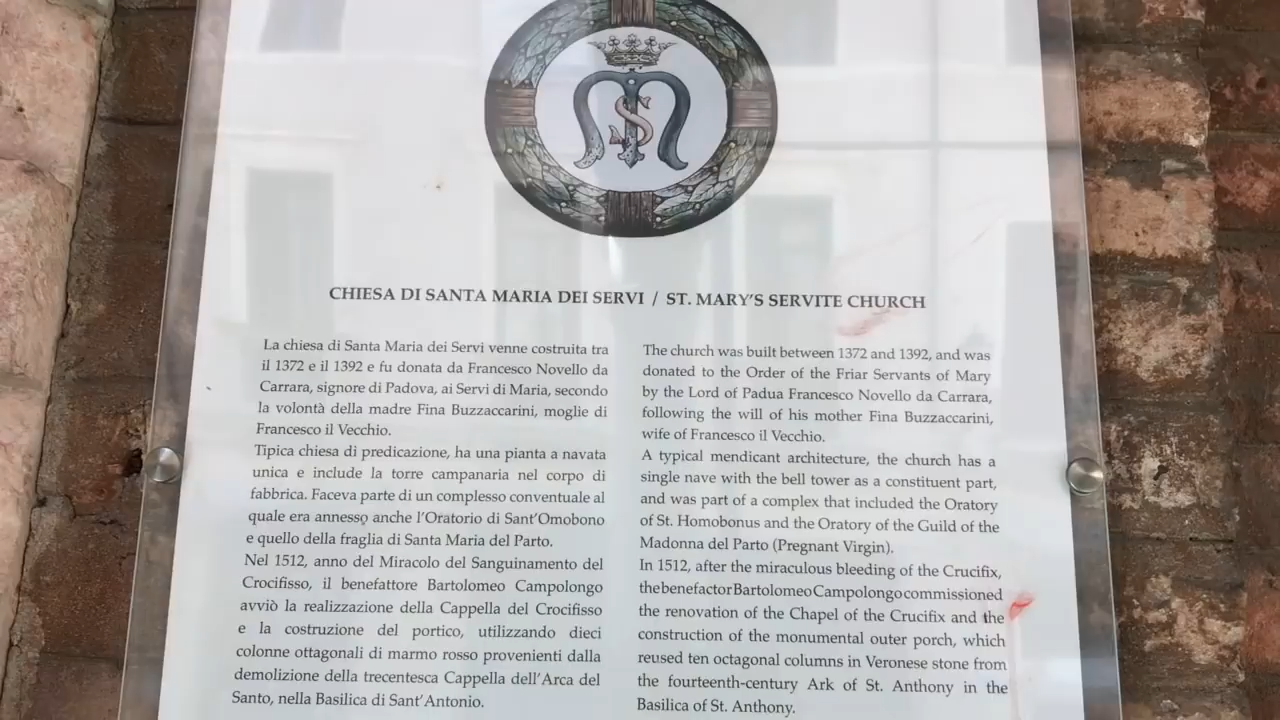 CHIESA DI SANTA MARIA DEI SERVI / ST. MARY'S SERVITE CHURCH
La chiesa di Santa Maria dei Servi venne costruita tra
il 1372 e il 1392 e fu donata da Francesco Novello da
Carrara, signore di Padova, ai Servi di Maria, secondo
la volontà della madre Fina Buzzaccarini, moglie di
Francesco il Vecchio.
Tipica chiesa di predicazione, ha una pianta a navata
unica e include la torre campanaria nel corpo di
fabbrica. Faceva parte di un complesso conventuale al
quale era annesso anche l'Oratorio di Sant'Omobono
e quello della fraglia di Santa Maria del Parto.
Nel 1512, anno del Miracolo del Sanguinamento del
Crocifisso, il benefattore Bartolomeo Campolongo
avviò la realizzazione della Cappella del Crocifisso
e la costruzione del portico, utilizzando dieci
colonne ottagonali di marmo rosso provenienti dalla
demolizione della trecentesca Cappella dell'Arca del
Santo, nella Basilica di Sant'Antonio.
The church was built between 1372 and 1392, and was
donated to the Order of the Friar Servants of Mary
by the Lord of Padua Francesco Novello da Carrara,
following the will of his mother Fina Buzzaccarini,
wife of Francesco il Vecchio.
A typical mendicant architecture, the church has a
single nave with the bell tower as a constituent part,
and was part of a complex that included the Oratory
of St. Homobonus and the Oratory of the Guild of the
Madonna del Parto (Pregnant Virgin).
In 1512, after the miraculous bleeding of the Crucifix,
the benefactor Bartolomeo Campolongo commissioned
the renovation of the Chapel of the Crucifix and the
construction of the monumental outer porch, which
reused ten octagonal columns in Veronese stone from
the fourteenth-century Ark of St. Anthony in the
Basilica of St. Anthony.